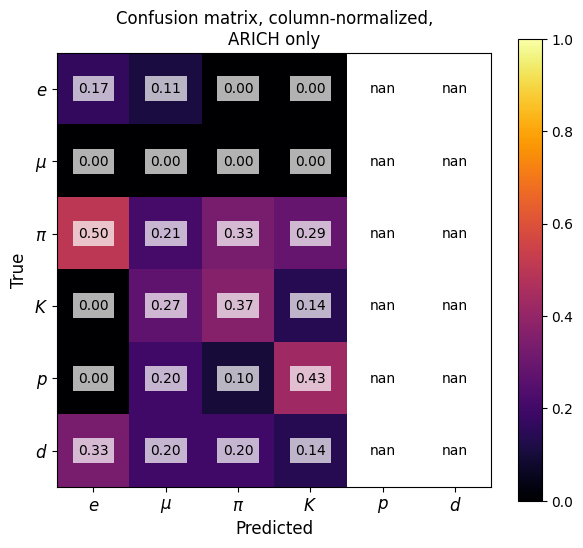 Confusion matrix, column-normalized,
ARICH only
e 0.17 0.11 0.00 0.00 nan nan
μ 0.00 0.00 0.00 0.00 nan nan
π 0.50 0.21 0.33 0.29 nan nan
K 0.00 0.27 0.37 0.14 nan nan
p 0.00 0.20 0.10 0.43 nan nan
d 0.33 0.20 0.20 0.14 nan nan
e μ π K p d
Predicted
True
1.0
0.8
0.6
0.4
0.2
0.0